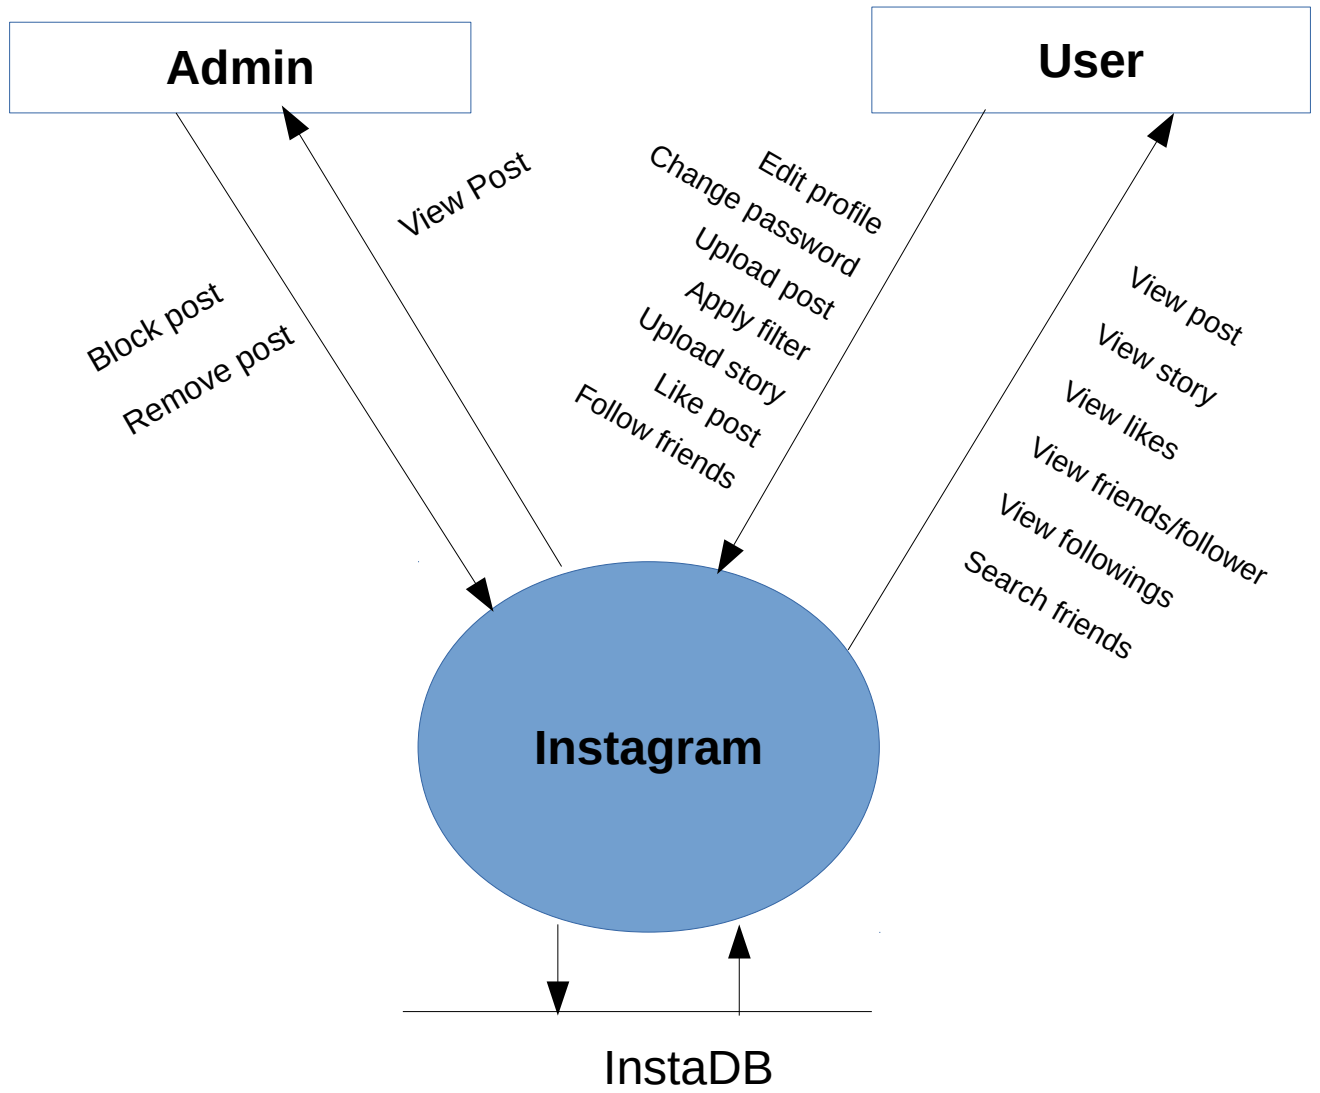 Admin
User
View Post
Block post
Remove post
Edit profile
Change password
Upload post
Apply filter
Upload story
Like post
Follow friends
View post
View story
View likes
View friends/follower
View followings
Search friends
Instagram
InstaDB